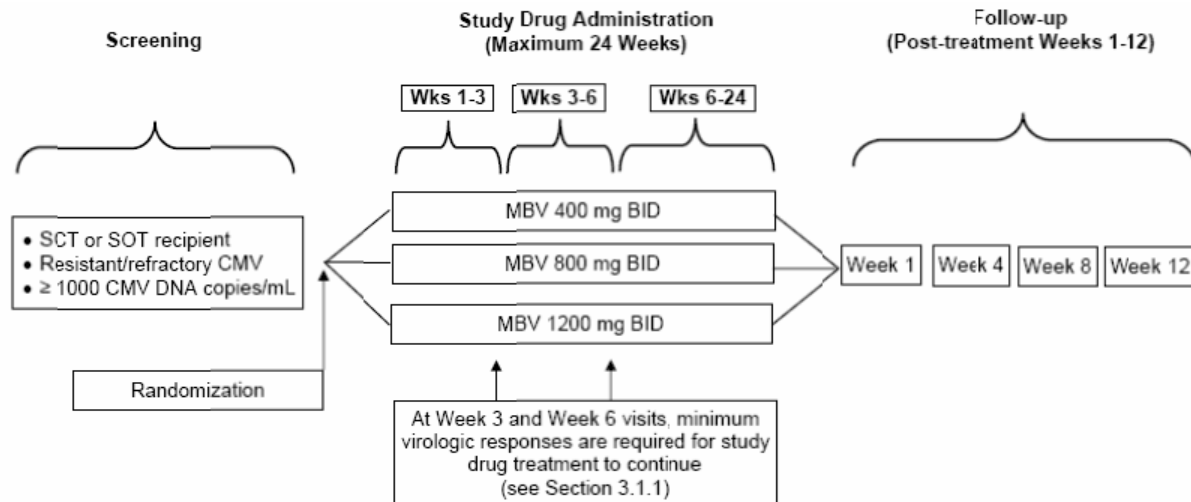 Screening
Study Drug Administration
(Maximum 24 Weeks)
Follow-up
(Post-treatment Weeks 1-12)
Wks 1-3
Wks 3-6
Wks 6-24
• SCT or SOT recipient
• Resistant/refractory CMV
• ≥ 1000 CMV DNA copies/mL
MBV 400 mg BID
MBV 800 mg BID
MBV 1200 mg BID
Week 1
Week 4
Week 8
Week 12
Randomization
At Week 3 and Week 6 visits, minimum
virologic responses are required for study
drug treatment to continue
(see Section 3.1.1)